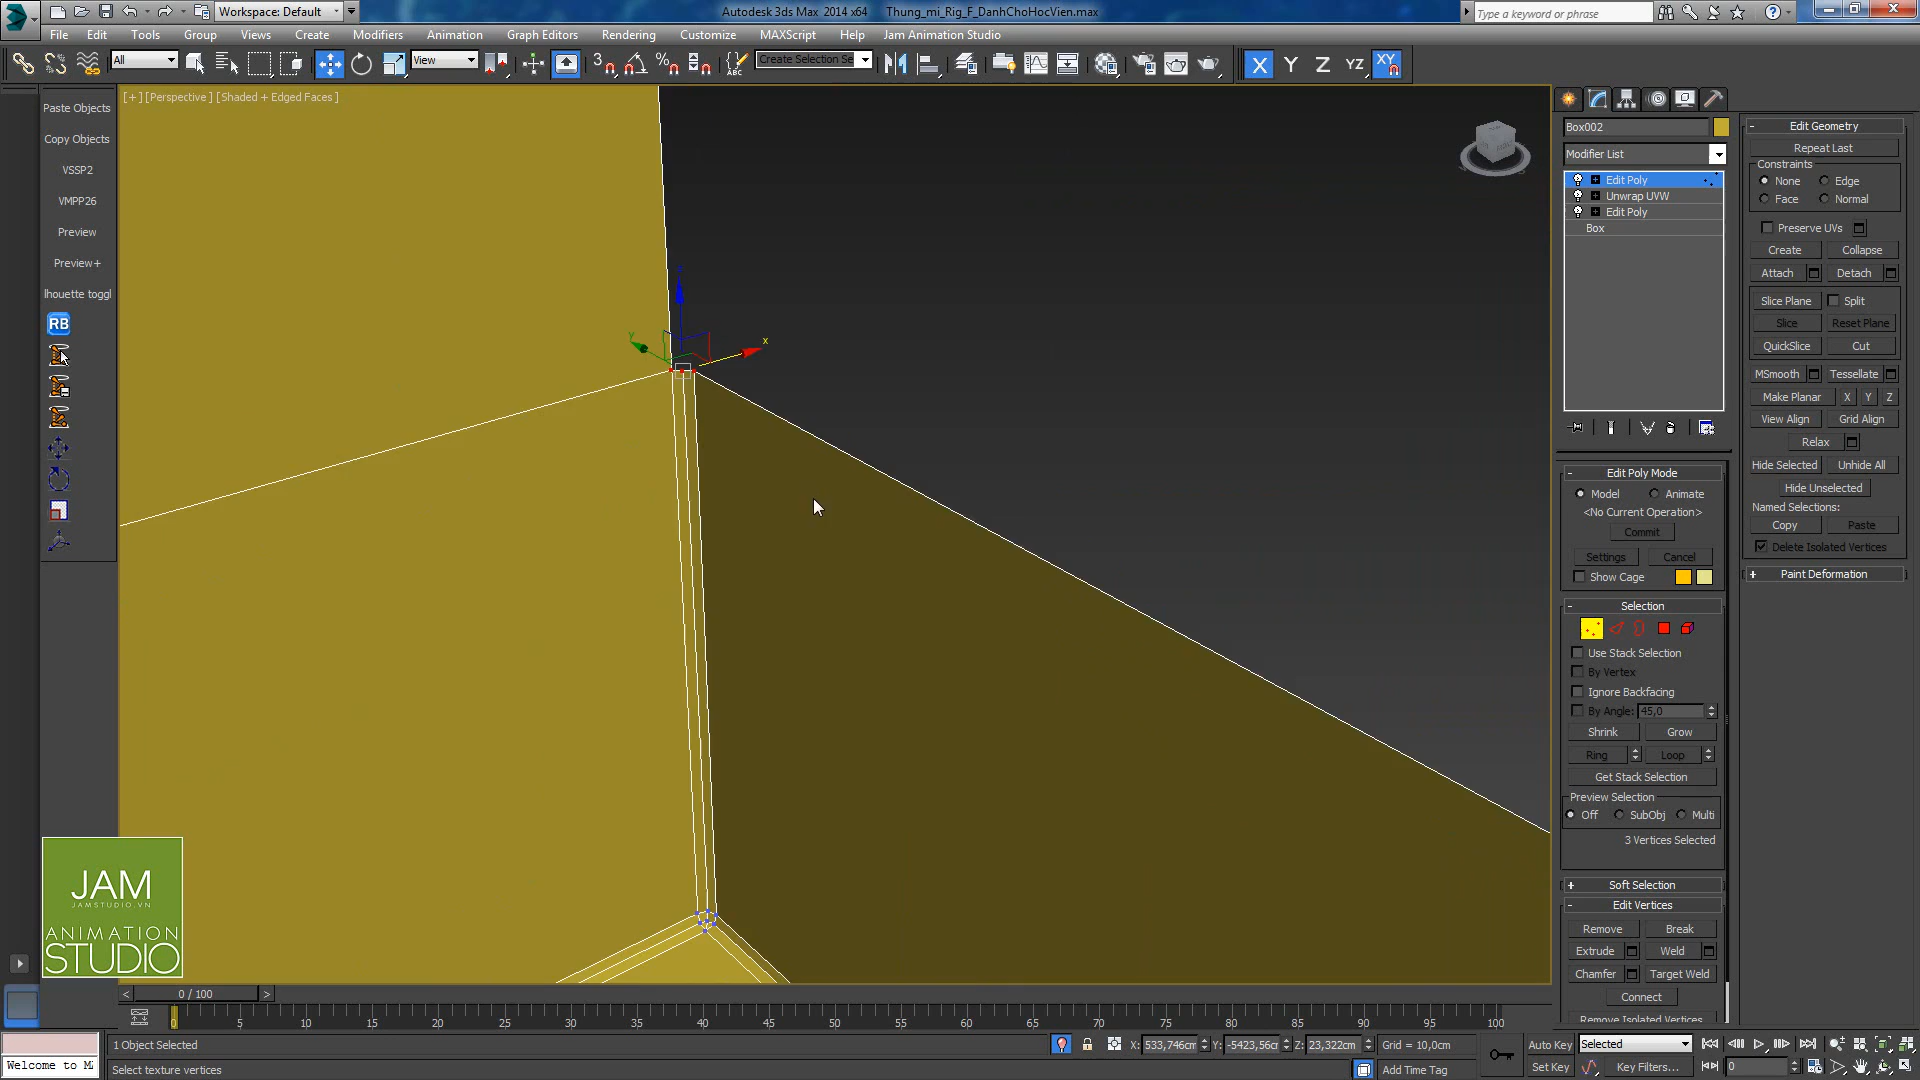 Workspace: Default
Autodesk 3ds Max 2014 x64 Thung_mi_Rig_F_DanhChoHocVien.max
Type a keyword or phrase
File Edit Tools Group Views Create Modifiers Animation Graph Editors Rendering Customize MAXScript Help Jam Animation Studio
All
View
Create Selection Se
X Y Z YZ XY
[+] [Perspective ] [Shaded + Edged Faces ]
Paste Objects
Copy Objects
VSSP2
VMPP26
Preview
Preview+
lhouette toggl
RB
x
y
Box002
Modifier List
Edit Poly
Unwrap UVW
Edit Poly
Box
Edit Poly Mode
Model Animate
<No Current Operation>
Commit
Settings Cancel
Show Cage
Selection
Use Stack Selection
By Vertex
Ignore Backfacing
By Angle: 45,0
Shrink Grow
Ring Loop
Get Stack Selection
Preview Selection
Off SubObj Multi
3 Vertices Selected
Soft Selection
Edit Vertices
Remove Break
Extrude Weld
Chamfer Target Weld
Connect
Remove Isolated Vertices
Edit Geometry
Repeat Last
Constraints
None Edge
Face Normal
Preserve UVs
Create Collapse
Attach Detach
Slice Plane Split
Slice Reset Plane
QuickSlice Cut
MSmooth Tessellate
Make Planar X Y Z
View Align Grid Align
Relax
Hide Selected Unhide All
Hide Unselected
Named Selections:
Copy Paste
Delete Isolated Vertices
Paint Deformation
JAM
JAMSTUDIO.VN
ANIMATION
STUDIO
0 / 100
0 5 10 15 20 25 30 35 40 45 50 55 60 65 70 75 80 85 90 95 100
1 Object Selected
X: 533,746cm Y: -5423,56cm Z: 23,322cm Grid = 10,0cm
Auto Key Selected
Welcome to M
Select texture vertices
Add Time Tag
Set Key Key Filters... 0